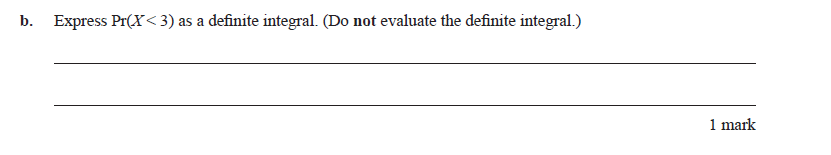 b. Express Pr(X < 3) as a definite integral. (Do not evaluate the definite integral.)
1 mark